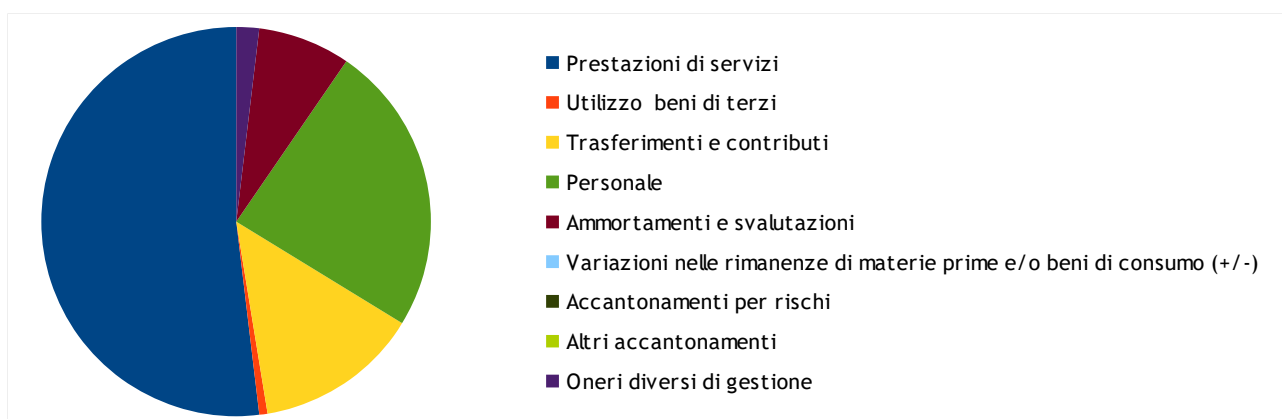 Prestazioni di servizi
Utilizzo beni di terzi
Trasferimenti e contributi
Personale
Ammortamenti e svalutazioni
Variazioni nelle rimanenze di materie prime e/o beni di consumo (+/-)
Accantonamenti per rischi
Altri accantonamenti
Oneri diversi di gestione